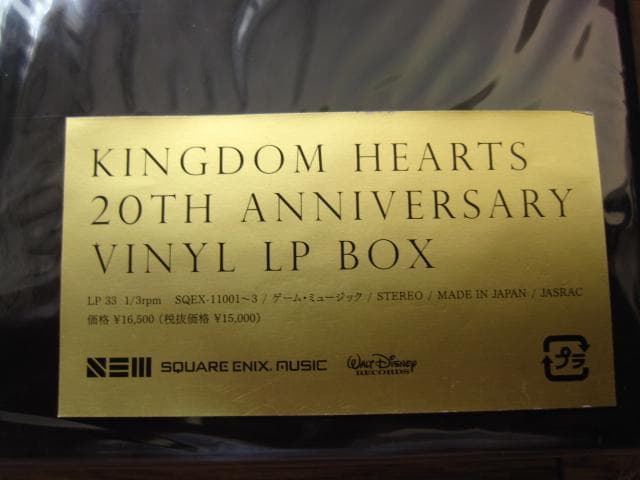 KINGDOM HEARTS
20TH ANNIVERSARY
VINYL LP BOX
LP 33 1/3rpm SQEX-11001~3 / ゲーム・ミュージック / STEREO / MADE IN JAPAN / JASRAC
価格 ¥16,500 (税抜価格 ¥15,000)
SEM SQUARE ENIX. MUSIC WALT DISNEY RECORDS プラ